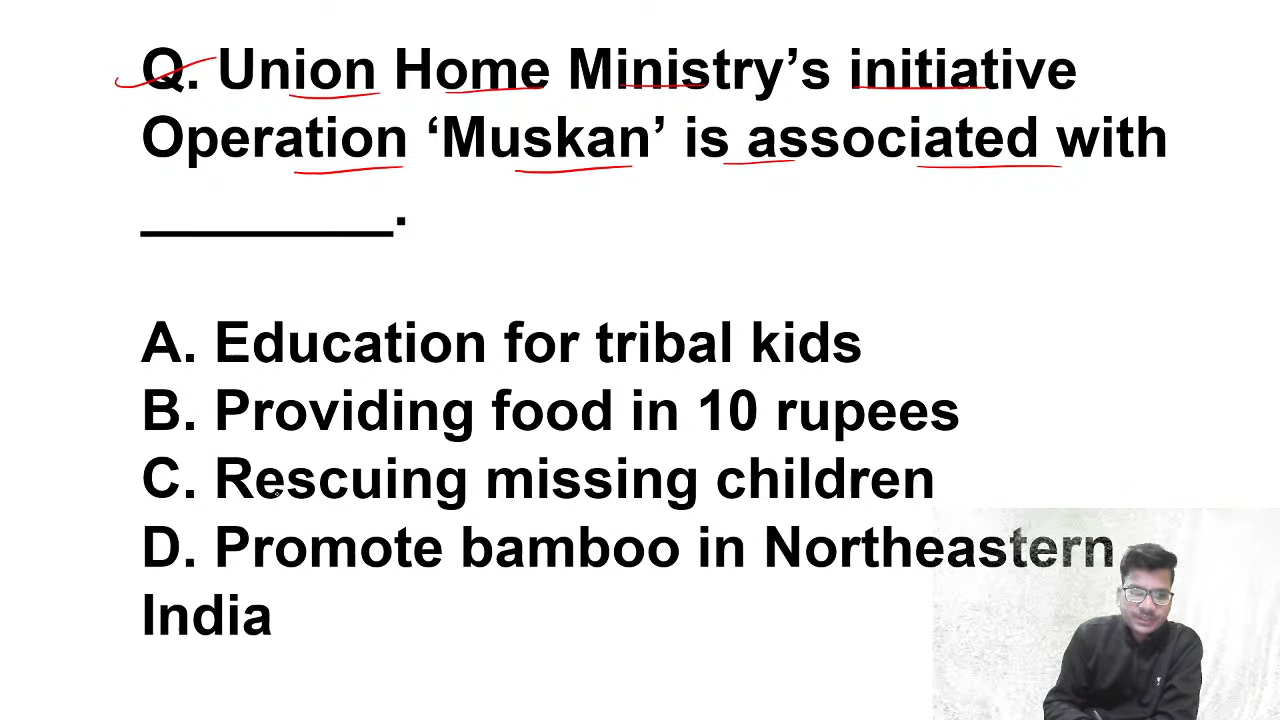 Q. Union Home Ministry’s initiative
Operation ‘Muskan’ is associated with
_________.
A. Education for tribal kids
B. Providing food in 10 rupees
C. Rescuing missing children
D. Promote bamboo in Northeastern
India